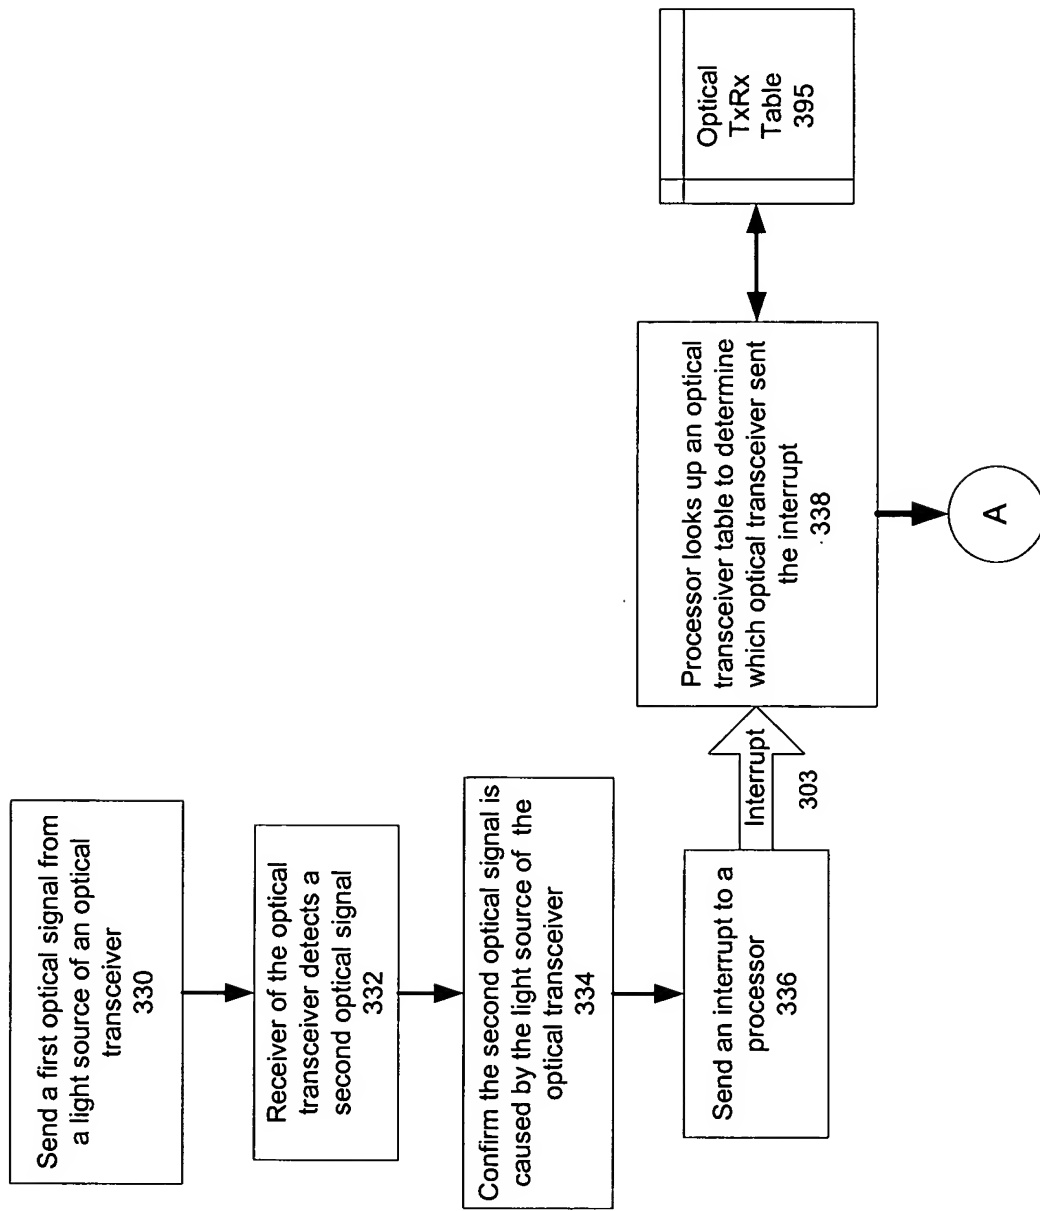 Send a first optical signal from
a light source of an optical
transceiver
330
Receiver of the optical
transceiver detects a
second optical signal
332
Confirm the second optical signal is
caused by the light source of the
optical transceiver
334
Send an interrupt to a
processor
336
Interrupt
303
Processor looks up an optical
transceiver table to determine
which optical transceiver sent
the interrupt
338
Optical
TxRx
Table
395
A